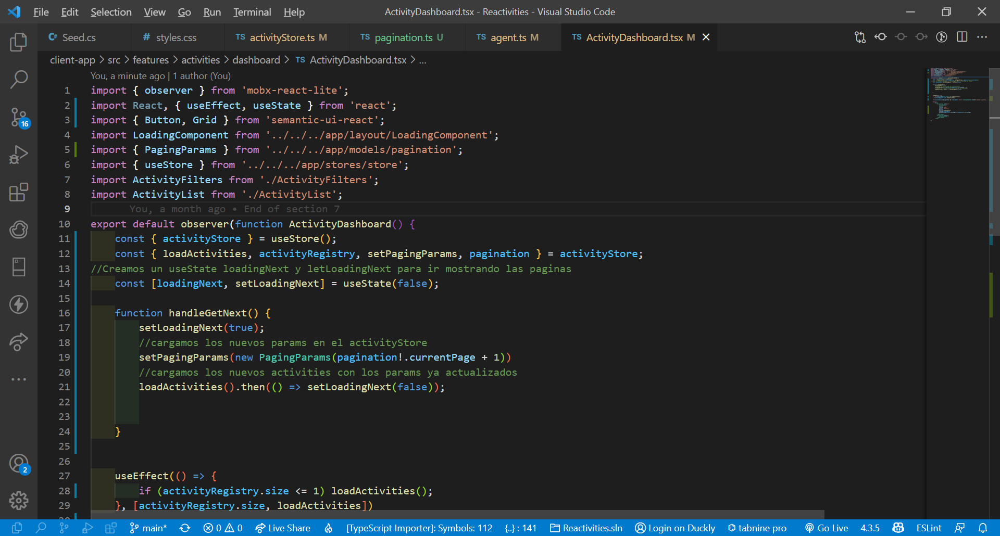 File Edit Selection View Go Run Terminal Help ActivityDashboard.tsx - Reactivities - Visual Studio Code
C# Seed.cs # styles.css TS activityStore.ts M TS pagination.ts U TS agent.ts M TS ActivityDashboard.tsx M
client-app > src > features > activities > dashboard > TS ActivityDashboard.tsx > ...
You, a minute ago | 1 author (You)
1 import { observer } from 'mobx-react-lite';
2 import React, { useEffect, useState } from 'react';
3 import { Button, Grid } from 'semantic-ui-react';
4 import LoadingComponent from '../../../app/layout/LoadingComponent';
5 import { PagingParams } from '../../../app/models/pagination';
6 import { useStore } from '../../../app/stores/store';
7 import ActivityFilters from './ActivityFilters';
8 import ActivityList from './ActivityList';
9 You, a month ago • End of section 7
10 export default observer(function ActivityDashboard() {
11 const { activityStore } = useStore();
12 const { loadActivities, activityRegistry, setPagingParams, pagination } = activityStore;
13 //Creamos un useState loadingNext y letLoadingNext para ir mostrando las paginas
14 const [loadingNext, setLoadingNext] = useState(false);
15
16 function handleGetNext() {
17 setLoadingNext(true);
18 //cargamos los nuevos params en el activityStore
19 setPagingParams(new PagingParams(pagination!.currentPage + 1))
20 //cargamos los nuevos activities con los params ya actualizados
21 loadActivities().then(() => setLoadingNext(false));
22
23
24 }
25
26
27 useEffect(() => {
28 if (activityRegistry.size <= 1) loadActivities();
29 }, [activityRegistry.size, loadActivities])
16
2
main* 0 0 Live Share [TypeScript Importer]: Symbols: 112 {..} : 141 Reactivities.sln Login on Duckly tabnine pro Go Live 4.3.5 ESLint